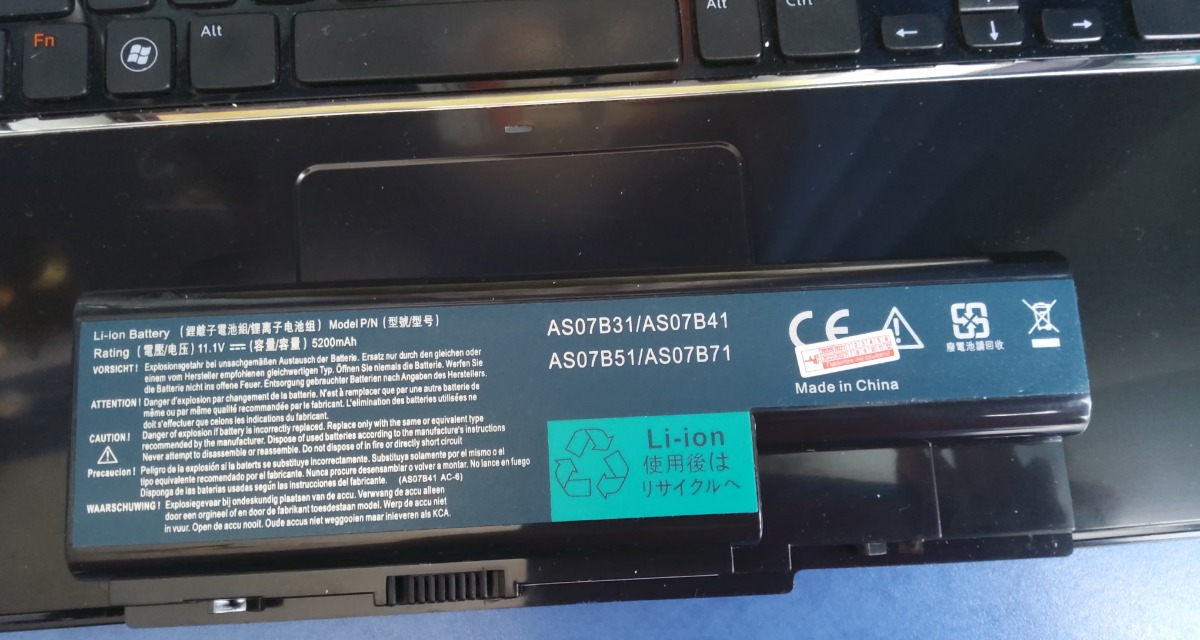 Fn
Alt
Alt
Ctrl
←
↓
→
Li-ion Battery (鋰離子電池組/锂离子电池组) Model P/N (型號/型号)
Rating (電壓/电压) 11.1V (容量/容量) 5200mAh
VORSICHT! Explosionsgefahr bei unsachgemäßen Austausch der Batterie. Ersatz nur durch den gleichen oder
einem vom Hersteller empfohlenen gleichwertigen Typ. Öffnen Sie niemals die Batterie. Werfen Sie
die Batterie nicht ins offene Feuer. Entsorgung gebrauchter Batterien nach Angaben des Herstellers.
ATTENTION! Danger d'explosion par changement de la batterie. N'est à remplacer que par une autre batterie de
même ou par même qualité recommandée par le fabricant. L'elimination des batteries utilisées ne
doit s'effectuer que celons les indications du fabricant.
CAUTION! Danger of explosion if battery is incorrectly replaced. Replace only with the same or equivalent type
recommended by the manufacturer. Dispose of used batteries according to the manufacture's instructions
Never attempt to disassemble or reassemble. Do not dispose of in fire or directly short circuit
Precaucion! Peligro de la explosión si la baterts se substituye incorrectamente. Substituya solamente por el mismo o el
tipo equivalente recomendado por el fabricante. Nunca procure desensamblar o volver a montar. No lance en fuego
Disponga de las baterias usadas según las instrucciones del fabricante. (AS07B41 AC-6)
WAARSCHUWING! Explosiegevaar bij ondeskundig plaatsen van de accu. Verwang de accu alleen
door een orgineel of en door de fabrikant toegestaan model. Werp de accu niet
in vuur. Open de accu nooit. Oude accus niet weggooien maar inleveren als KCA.
AS07B31/AS07B41
AS07B51/AS07B71
CE
廢電池請回收
Made in China
Li-ion
使用後は
リサイクルへ